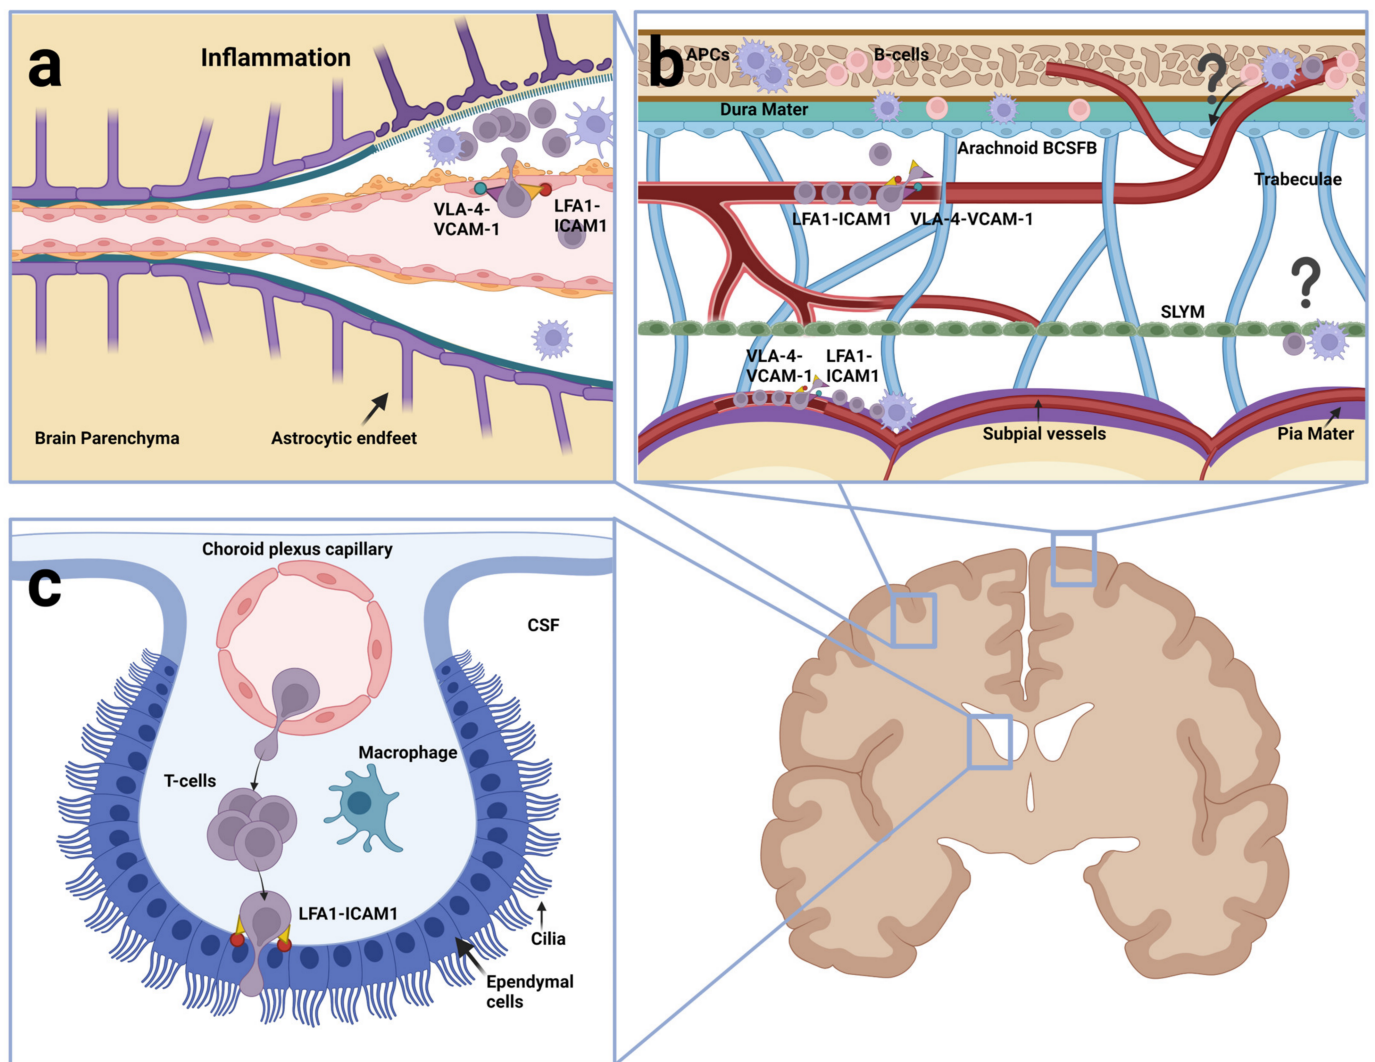 a
Inflammation
VLA-4-
VCAM-1
LFA1-
ICAM1
Brain Parenchyma
Astrocytic endfeet
b
APCs
B-cells
?
Dura Mater
Arachnoid BCSFB
Trabeculae
LFA1-ICAM1
VLA-4-VCAM-1
?
SLYM
VLA-4-
VCAM-1
LFA1-
ICAM1
Subpial vessels
Pia Mater
c
Choroid plexus capillary
CSF
Macrophage
T-cells
LFA1-ICAM1
Cilia
Ependymal
cells